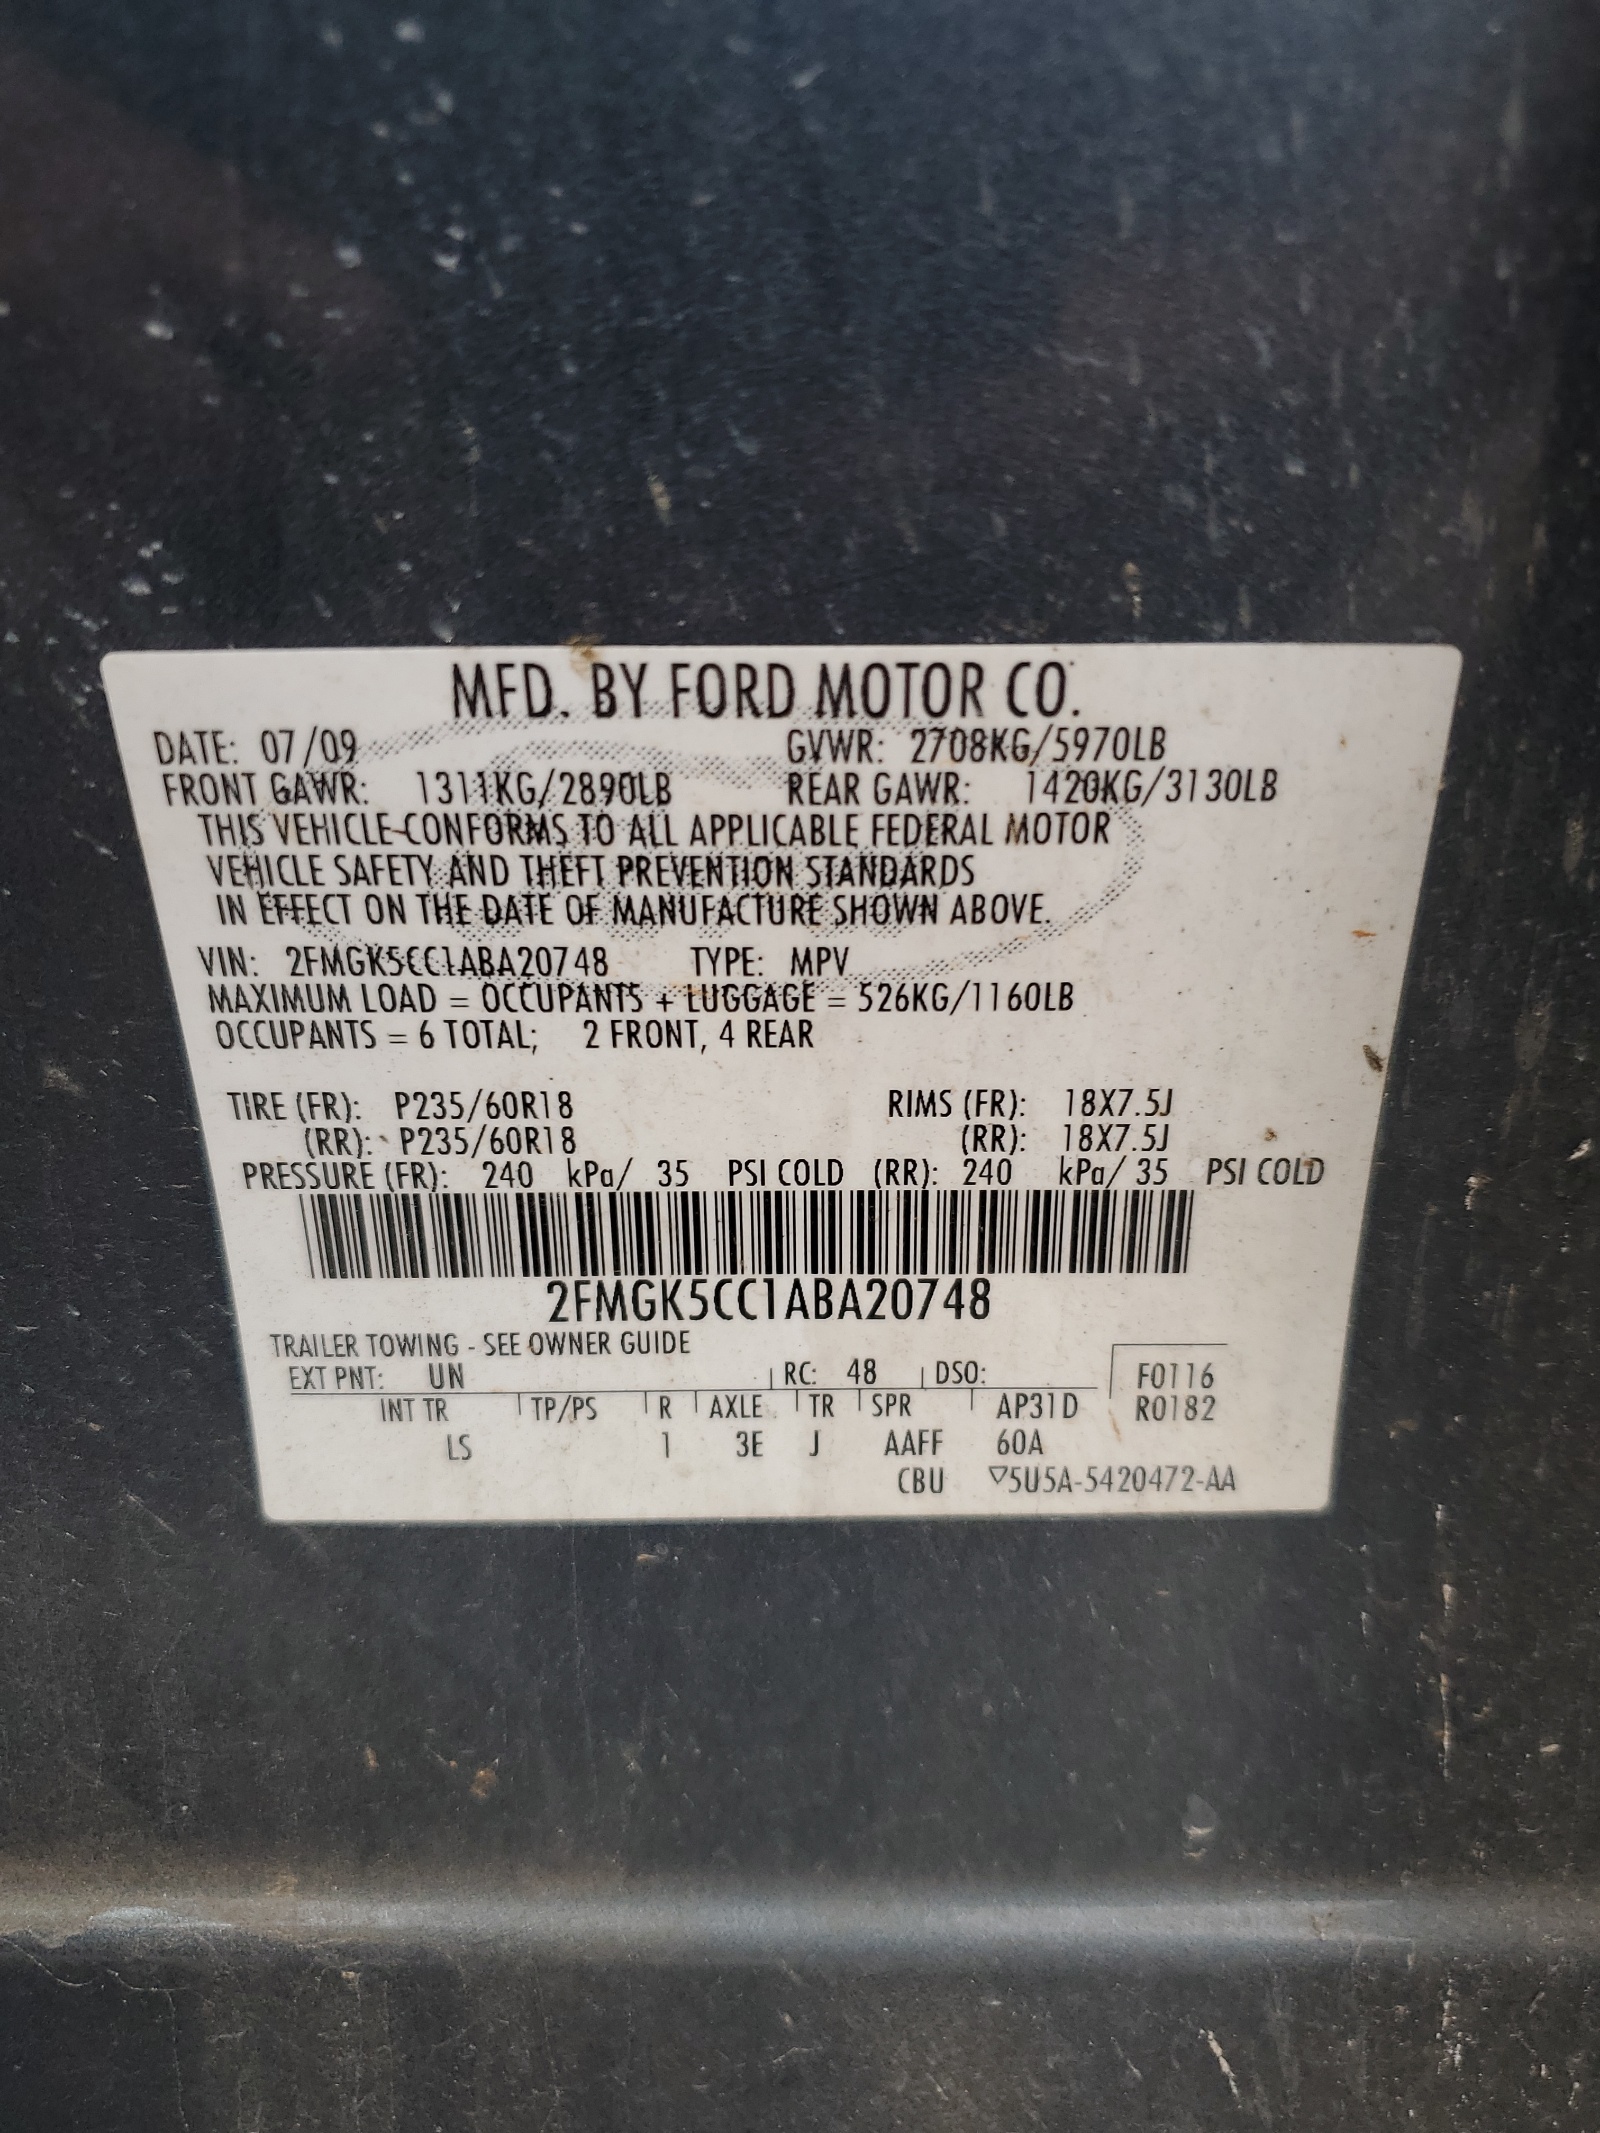 MFD. BY FORD MOTOR CO.
DATE: 07/09 GVWR: 2708KG/5970LB
FRONT GAWR: 1311KG/2890LB REAR GAWR: 1420KG/3130LB
THIS VEHICLE CONFORMS TO ALL APPLICABLE FEDERAL MOTOR
VEHICLE SAFETY AND THEFT PREVENTION STANDARDS
IN EFFECT ON THE DATE OF MANUFACTURE SHOWN ABOVE.
VIN: 2FMGK5CC1ABA20748 TYPE: MPV
MAXIMUM LOAD = OCCUPANTS + LUGGAGE = 526KG/1160LB
OCCUPANTS = 6 TOTAL; 2 FRONT, 4 REAR
TIRE (FR): P235/60R18 RIMS (FR): 18X7.5J
(RR): P235/60R18 (RR): 18X7.5J
PRESSURE (FR): 240 kPa/ 35 PSI COLD (RR): 240 kPa/ 35 PSI COLD
2FMGK5CC1ABA20748
TRAILER TOWING - SEE OWNER GUIDE
EXT PNT: UN RC: 48 DSO: F0116
INT TR TP/PS R AXLE TR SPR AP31D R0182
LS 1 3E J AAFF 60A
CBU ▽5U5A-5420472-AA